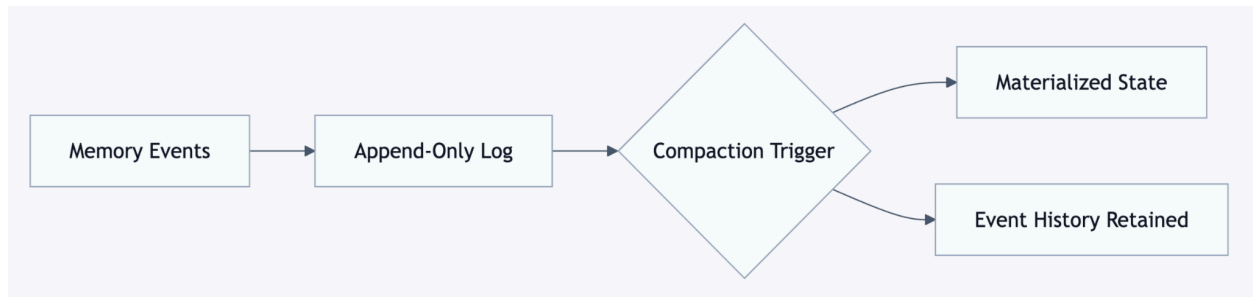 Memory Events
Append-Only Log
Compaction Trigger
Materialized State
Event History Retained